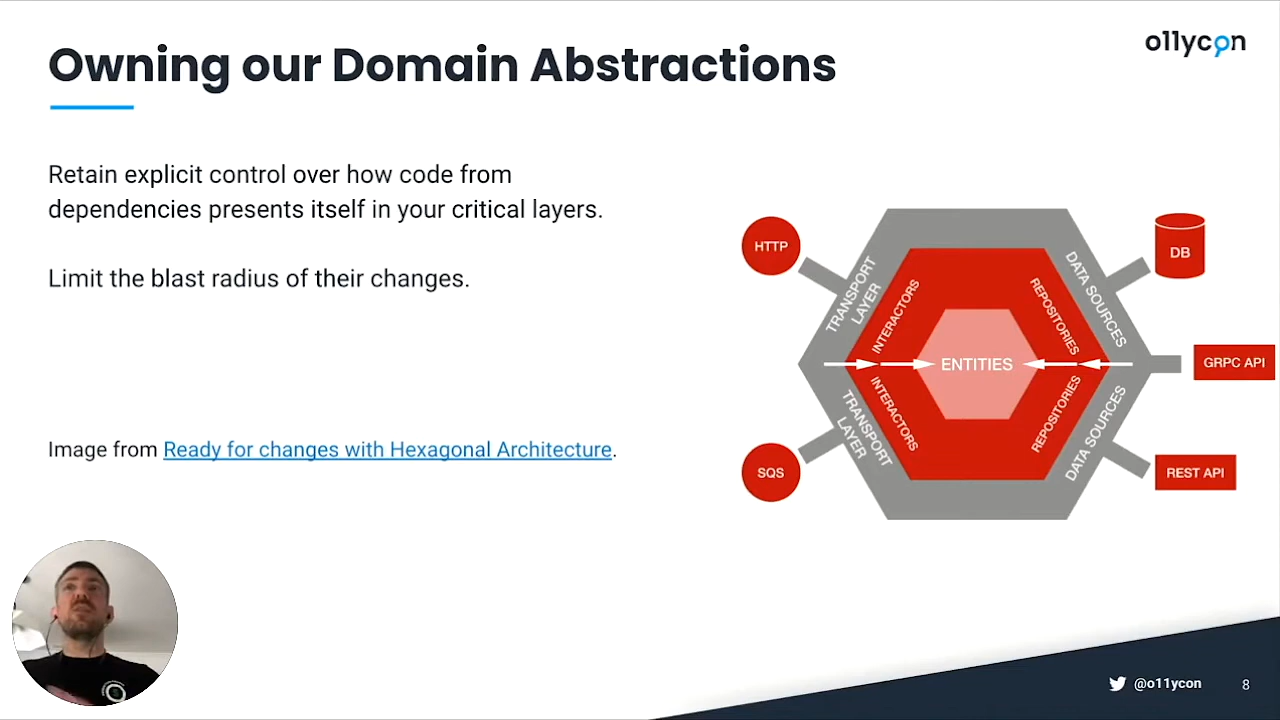 o11ycon
Owning our Domain Abstractions
Retain explicit control over how code from
dependencies presents itself in your critical layers.
Limit the blast radius of their changes.
Image from Ready for changes with Hexagonal Architecture.
HTTP
SQS
TRANSPORT
LAYER
INTERACTORS
TRANSPORT
LAYER
INTERACTORS
ENTITIES
REPOSITORIES
DATA SOURCES
REPOSITORIES
DATA SOURCES
DB
GRPC API
REST API
@o11ycon
8